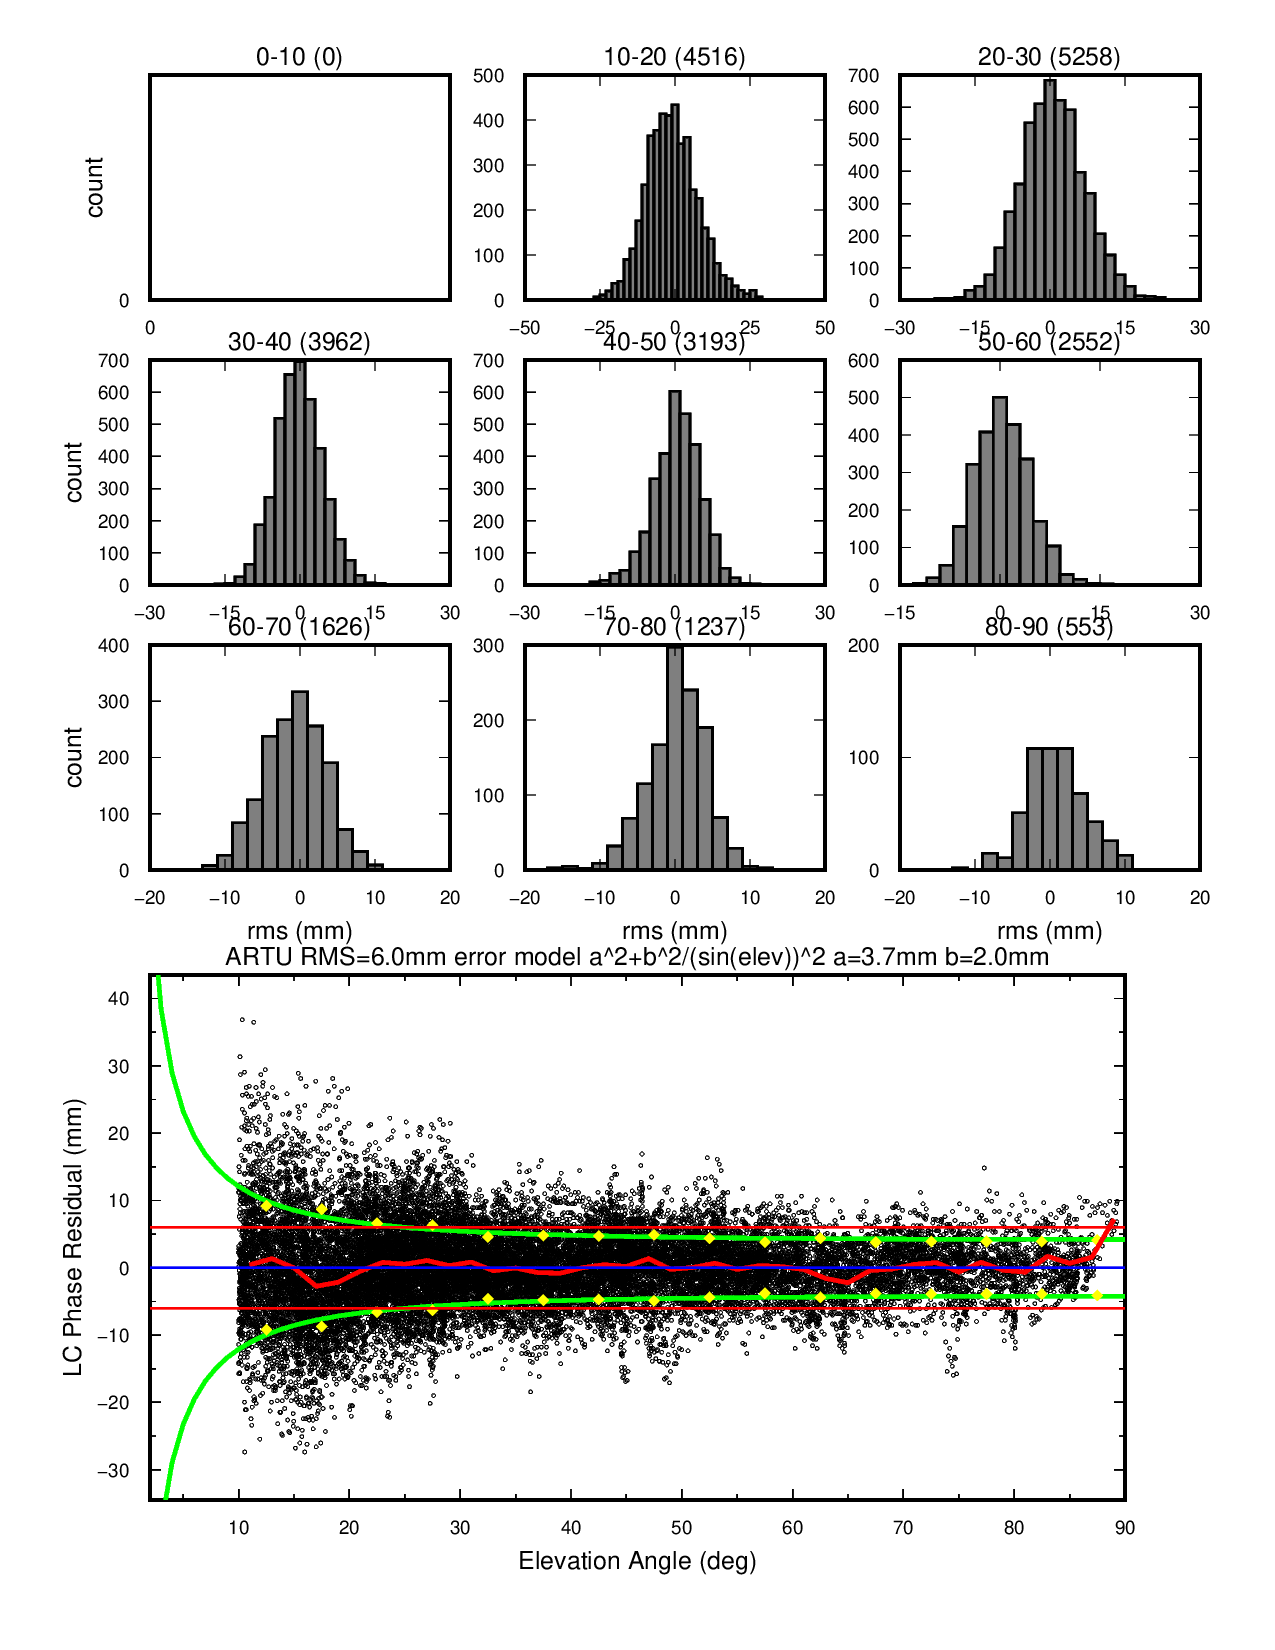 0-10 (0) 10-20 (4516) 20-30 (5258)
count
0
0
0 100 200 300 400 500
−50 −25 0 25 50
0 100 200 300 400 500 600 700
−30 −15 0 15 30
30-40 (3962) 40-50 (3193) 50-60 (2552)
count
0 100 200 300 400 500 600 700
−30 −15 0 15 30
0 100 200 300 400 500 600 700
−30 −15 0 15 30
0 100 200 300 400 500 600
−15 0 15 30
60-70 (1626) 70-80 (1237) 80-90 (553)
count
0 100 200 300 400
−20 −10 0 10 20
0 100 200 300
−20 −10 0 10 20
0 100 200
−20 −10 0 10 20
rms (mm) rms (mm) rms (mm)
ARTU RMS=6.0mm error model a^2+b^2/(sin(elev))^2 a=3.7mm b=2.0mm
LC Phase Residual (mm)
40
30
20
10
0
−10
−20
−30
10 20 30 40 50 60 70 80 90
Elevation Angle (deg)